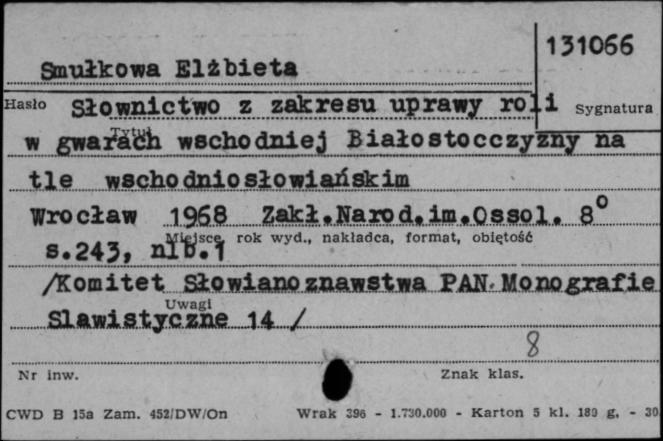 131066
Smułkowa Elżbieta
Hasło Słownictwo z zakresu uprawy roli
Sygnatura
Tytuł
w gwarach wschodniej Białostocczyzny na
tle wschodniosłowiańskim
Wrocław 1968 Zakł.Narod.im.Ossol. 8°
Miejsce, rok wyd., nakładca, format, objętość
s.243, nlb.1
/Komitet Słowianoznawstwa PAN.Monografie
Uwagi
Slawistyczne 14 /
8
Nr inw.
Znak klas.
CWD B 15a Zam. 452/DW/On Wrak 396 - 1.730.000 - Karton 5 kl. 180 g. - 30